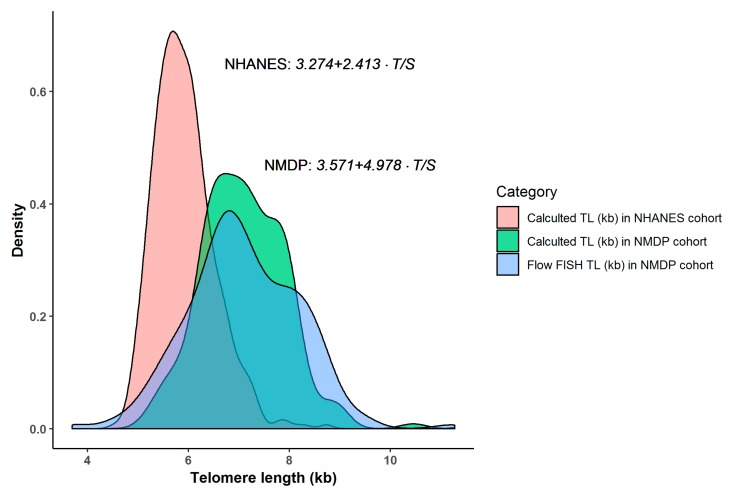 NHANES: 3.274+2.413 · T/S
NMDP: 3.571+4.978 · T/S
Density
0.6
0.4
0.2
0.0
4 6 8 10
Telomere length (kb)
Category
Calculted TL (kb) in NHANES cohort
Calculted TL (kb) in NMDP cohort
Flow FISH TL (kb) in NMDP cohort